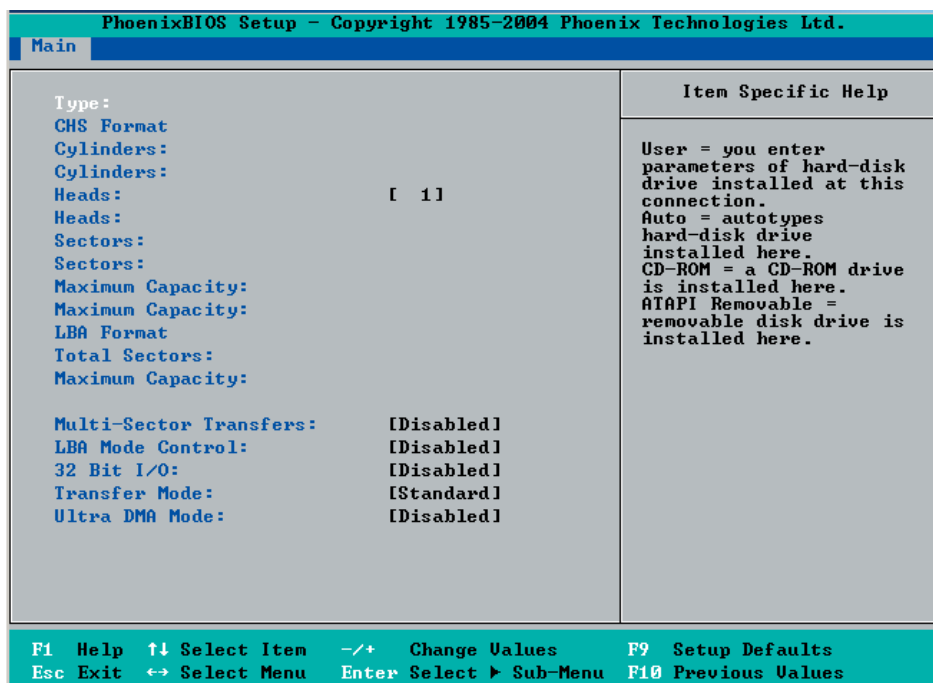 PhoenixBIOS Setup - Copyright 1985-2004 Phoenix Technologies Ltd.
Main
Type:
CHS Format
Cylinders:
Cylinders:
Heads: [ 1]
Heads:
Sectors:
Sectors:
Maximum Capacity:
Maximum Capacity:
LBA Format
Total Sectors:
Maximum Capacity:
Multi-Sector Transfers: [Disabled]
LBA Mode Control: [Disabled]
32 Bit I/O: [Disabled]
Transfer Mode: [Standard]
Ultra DMA Mode: [Disabled]
Item Specific Help
User = you enter
parameters of hard-disk
drive installed at this
connection.
Auto = autotypes
hard-disk drive
installed here.
CD-ROM = a CD-ROM drive
is installed here.
ATAPI Removable =
removable disk drive is
installed here.
F1 Help ↑↓ Select Item -/+ Change Values F9 Setup Defaults
Esc Exit ↔ Select Menu Enter Select ▶ Sub-Menu F10 Previous Values